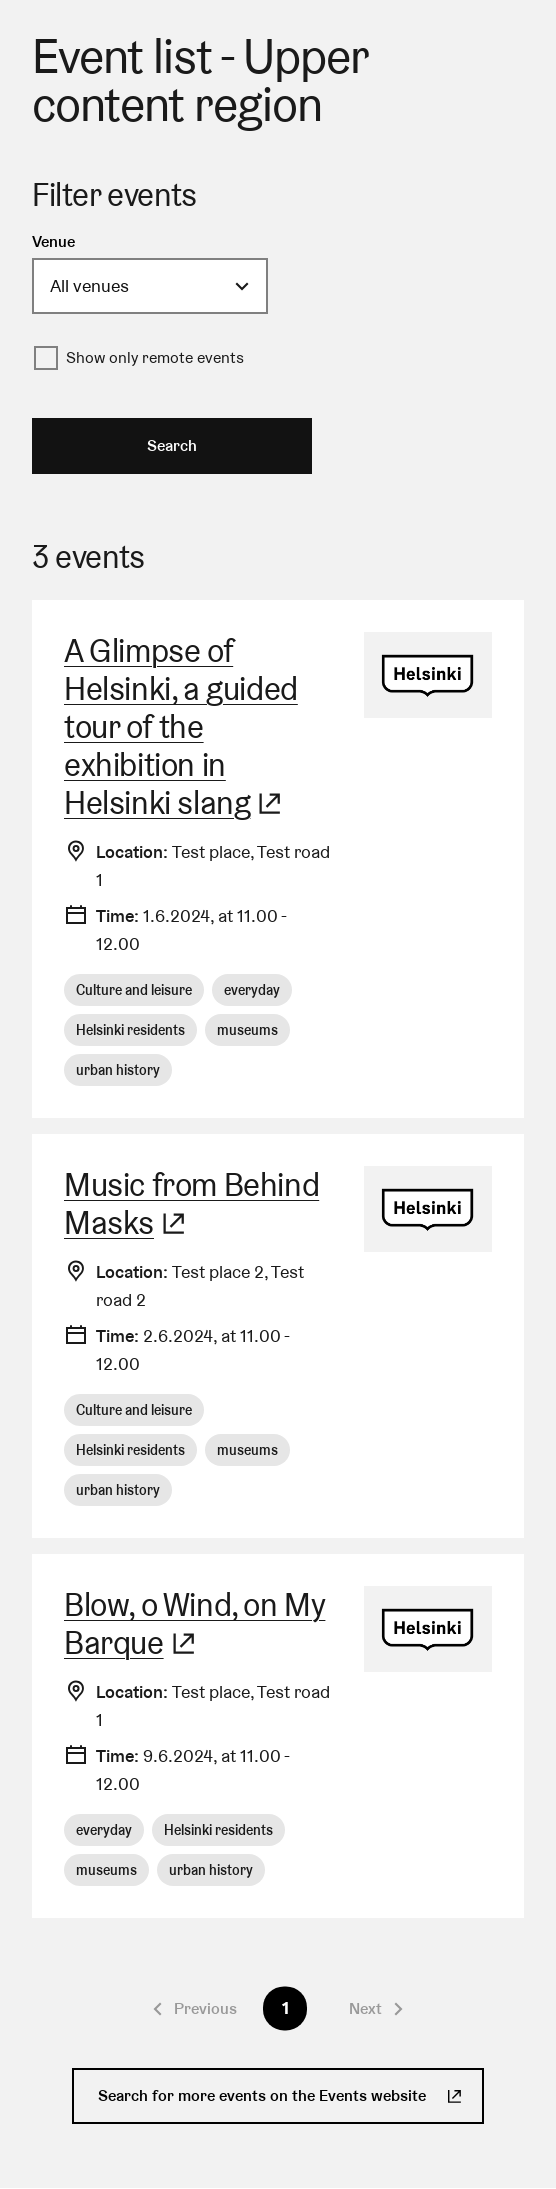 Event list - Upper
content region
Filter events
Venue
All venues
Show only remote events
Search
3 events
A Glimpse of
Helsinki, a guided
tour of the
exhibition in
Helsinki slang
Helsinki
Location: Test place, Test road
1
Time: 1.6.2024, at 11.00 -
12.00
Culture and leisure everyday
Helsinki residents museums
urban history
Music from Behind
Masks
Helsinki
Location: Test place 2, Test
road 2
Time: 2.6.2024, at 11.00 -
12.00
Culture and leisure
Helsinki residents museums
urban history
Blow, o Wind, on My
Barque
Helsinki
Location: Test place, Test road
1
Time: 9.6.2024, at 11.00 -
12.00
everyday Helsinki residents
museums urban history
Previous 1 Next
Search for more events on the Events website